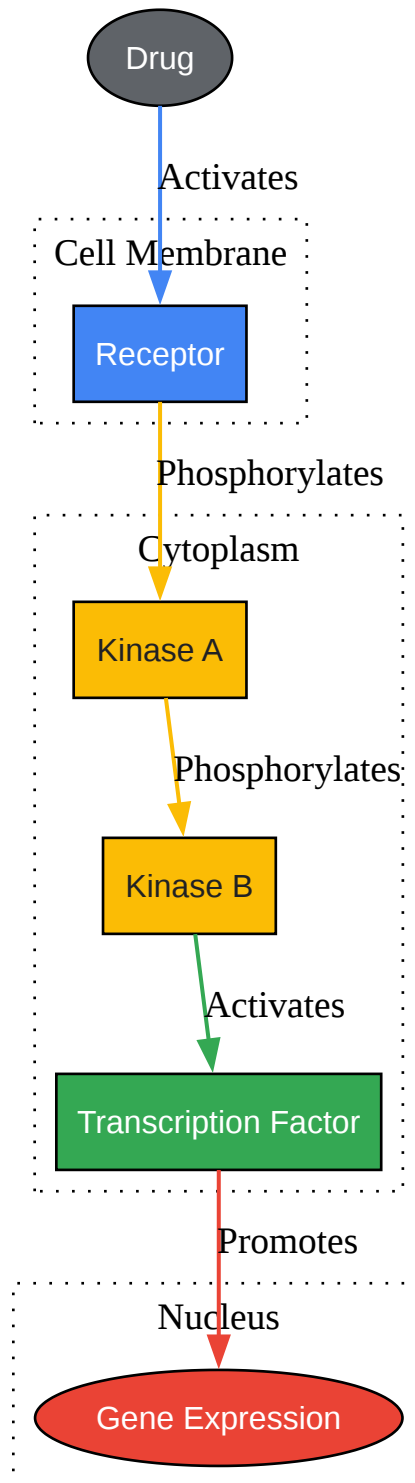 Drug
Activates
Cell Membrane
Receptor
Phosphorylates
Cytoplasm
Kinase A
Phosphorylates
Kinase B
Activates
Transcription Factor
Promotes
Nucleus
Gene Expression